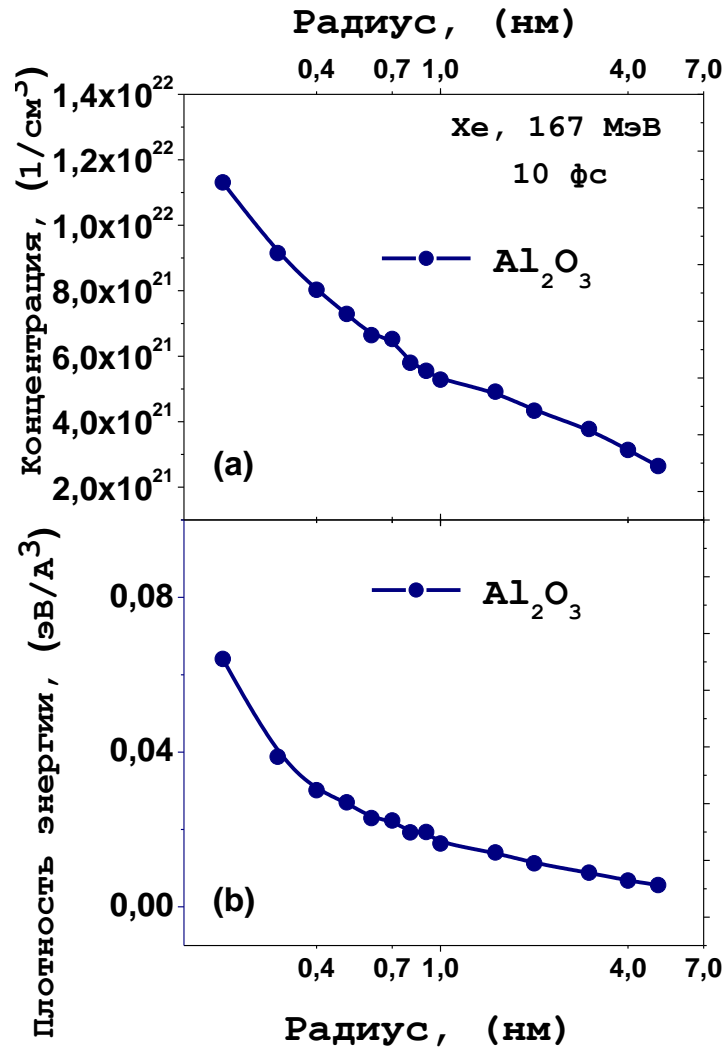 Радиус, (нм)
0,4 0,7 1,0 4,0 7,0
Концентрация, (1/см³)
1,4x10²²
1,2x10²²
1,0x10²²
8,0x10²¹
6,0x10²¹
4,0x10²¹
2,0x10²¹
Xe, 167 МэВ
10 фс
Al₂O₃
(a)
Плотность энергии, (эВ/А³)
0,08
0,04
0,00
Al₂O₃
(b)
0,4 0,7 1,0 4,0 7,0
Радиус, (нм)